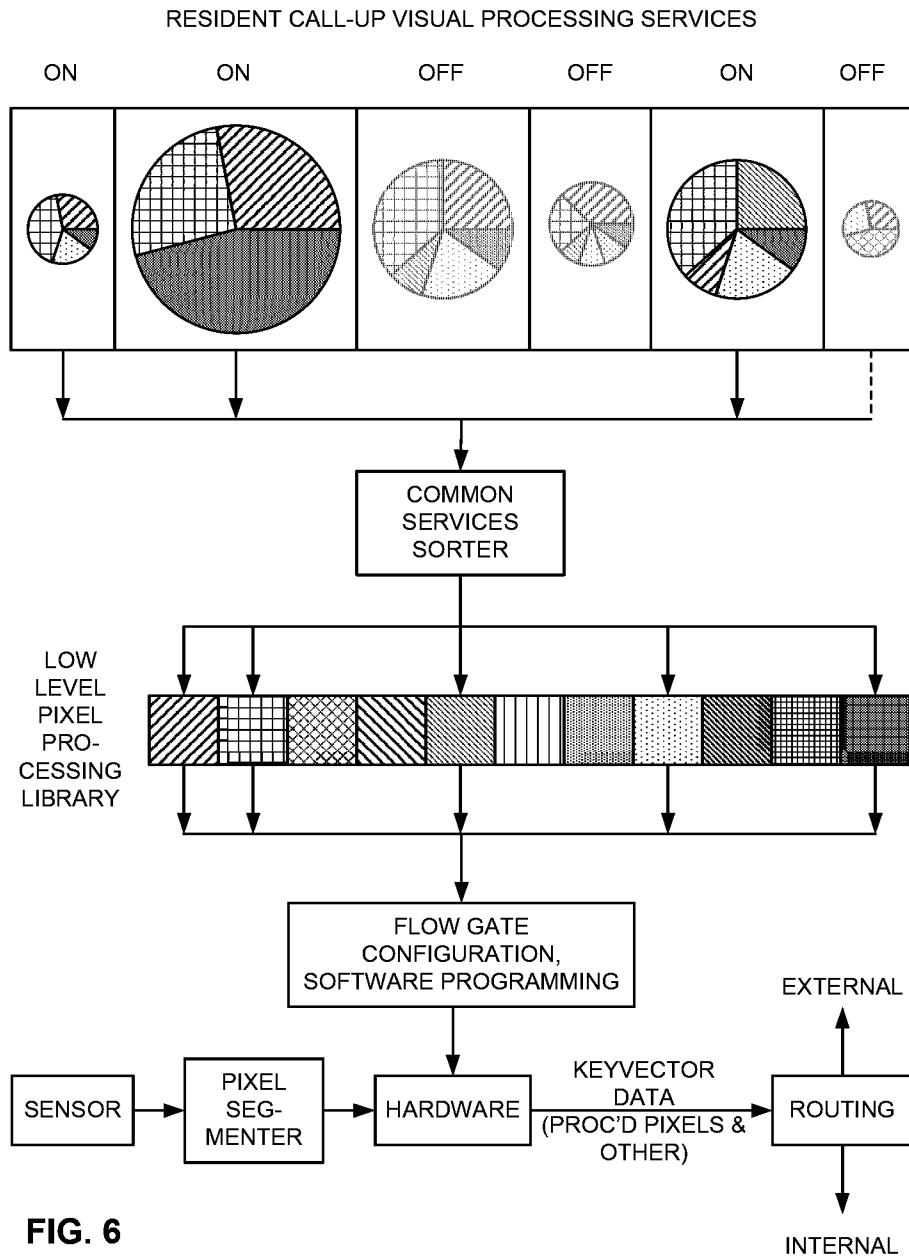 RESIDENT CALL-UP VISUAL PROCESSING SERVICES
ON ON OFF OFF ON OFF
COMMON
SERVICES
SORTER
LOW
LEVEL
PIXEL
PRO-
CESSING
LIBRARY
FLOW GATE
CONFIGURATION,
SOFTWARE PROGRAMMING
EXTERNAL
SENSOR
PIXEL
SEG-
MENTER
HARDWARE
KEYVECTOR
DATA
(PROC'D PIXELS &
OTHER)
ROUTING
INTERNAL
FIG. 6